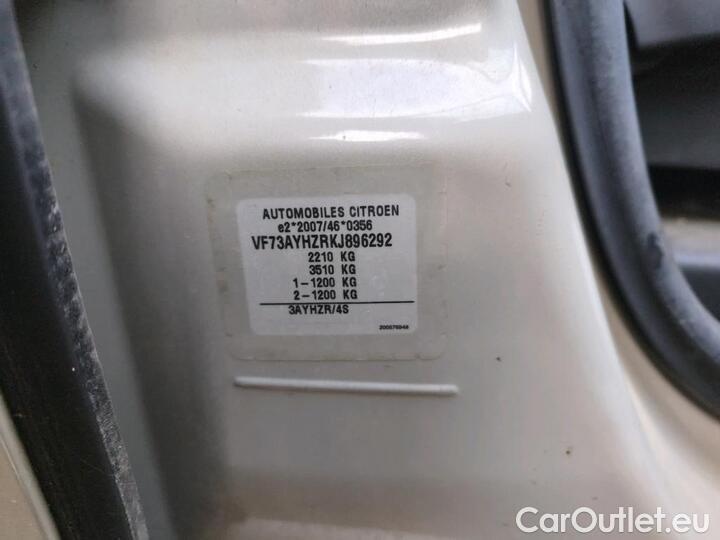 AUTOMOBILES CITROEN
e2*2007/46*0356
VF73AYHZRKJ896292
2210 KG
3510 KG
1-1200 KG
2-1200 KG
3AYHZR/4S
CarOutlet.eu